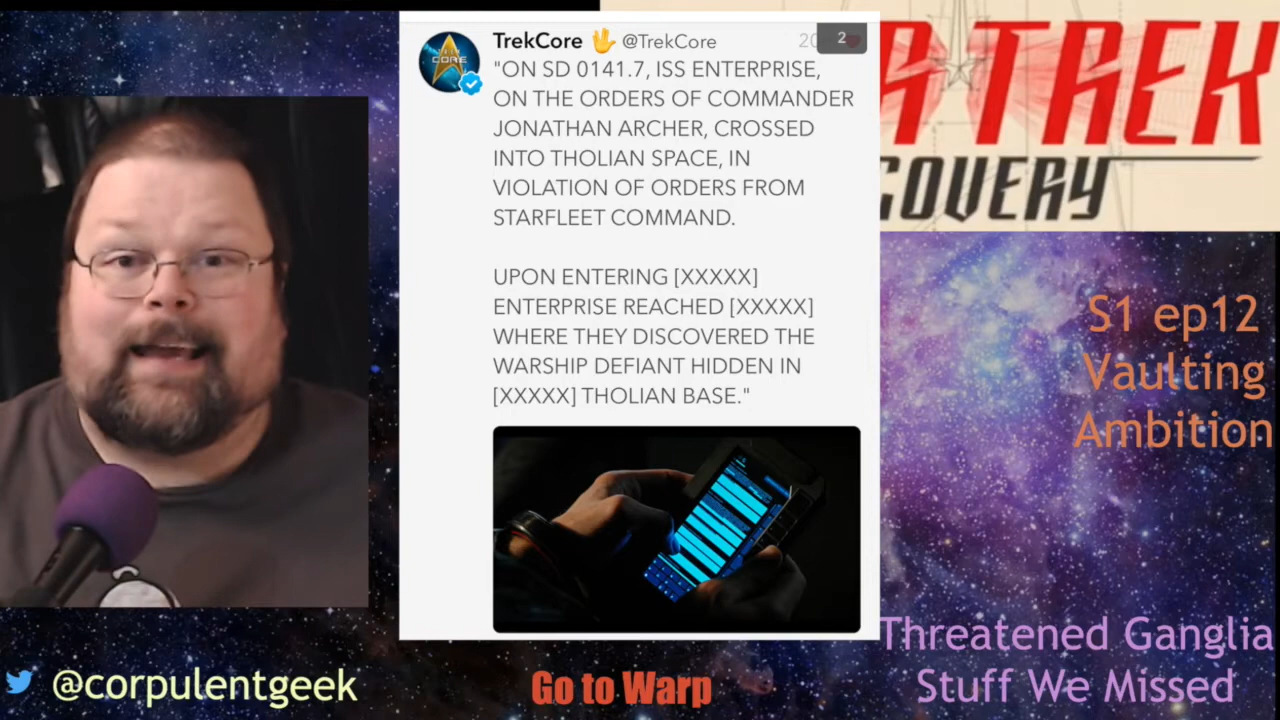 TrekCore 🖖 @TrekCore
2
"ON SD 0141.7, ISS ENTERPRISE,
ON THE ORDERS OF COMMANDER
JONATHAN ARCHER, CROSSED
INTO THOLIAN SPACE, IN
VIOLATION OF ORDERS FROM
STARFLEET COMMAND.
UPON ENTERING [XXXXX]
ENTERPRISE REACHED [XXXXX]
WHERE THEY DISCOVERED THE
WARSHIP DEFIANT HIDDEN IN
[XXXXX] THOLIAN BASE."
R TREK
COVERY
S1 ep12
Vaulting
Ambition
Threatened Ganglia
Stuff We Missed
@corpulentgeek
Go to Warp